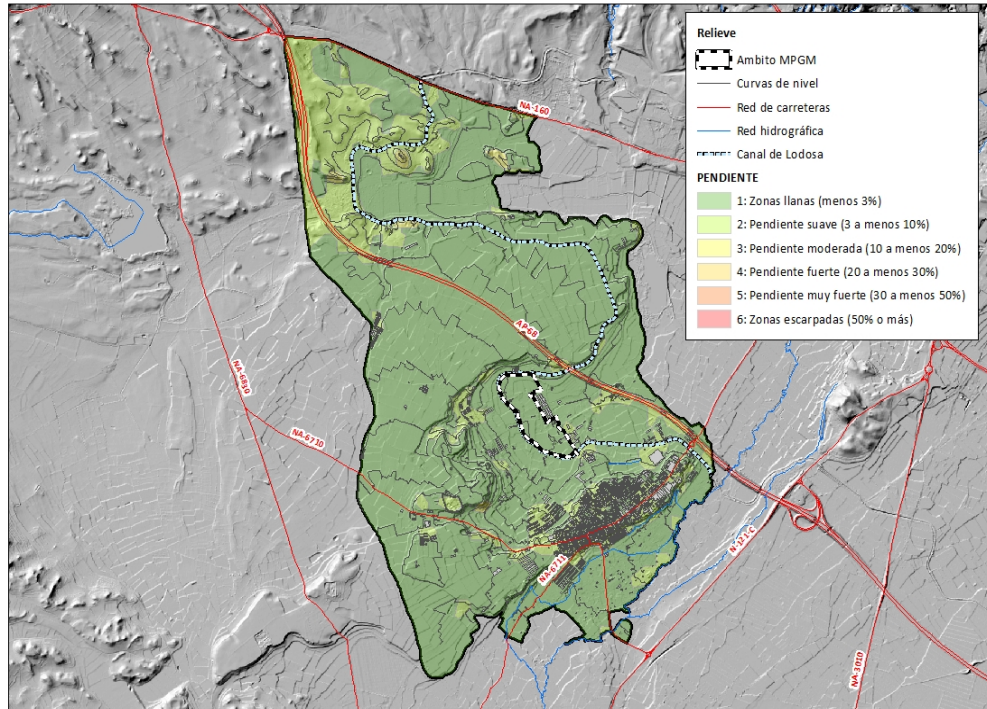 Relieve
Ambito MPGM
Curvas de nivel
Red de carreteras
Red hidrográfica
Canal de Lodosa
PENDIENTE
1: Zonas llanas (menos 3%)
2: Pendiente suave (3 a menos 10%)
3: Pendiente moderada (10 a menos 20%)
4: Pendiente fuerte (20 a menos 30%)
5: Pendiente muy fuerte (30 a menos 50%)
6: Zonas escarpadas (50% o más)
NA-160
AP-68
NA-6830
NA-6710
NA-6711
N-121-C
NA-3010